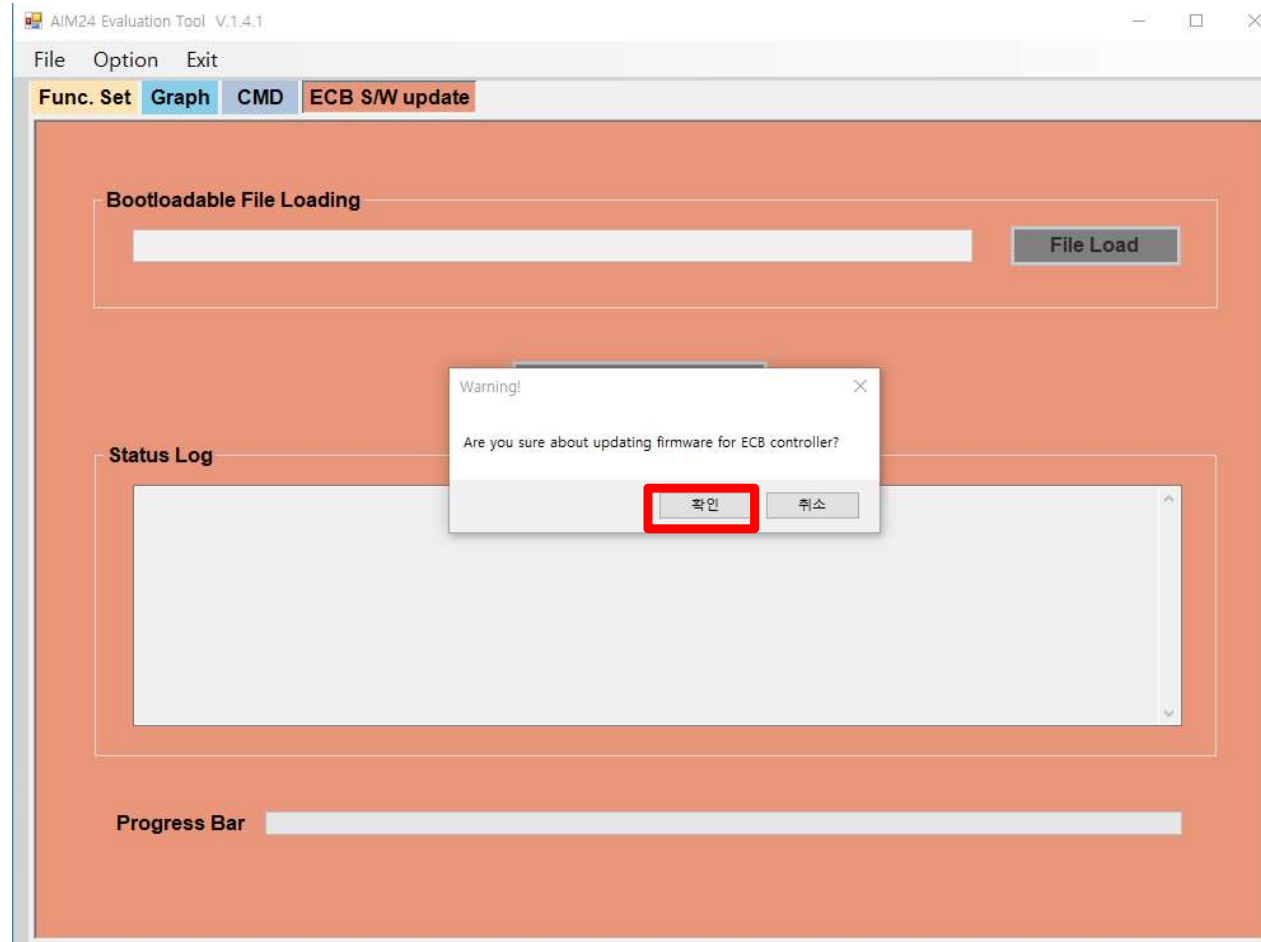 AIM24 Evaluation Tool V.1.4.1
File Option Exit
Func. Set Graph CMD ECB S/W update
Bootloadable File Loading
File Load
Warning!
Are you sure about updating firmware for ECB controller?
확인 취소
Status Log
Progress Bar